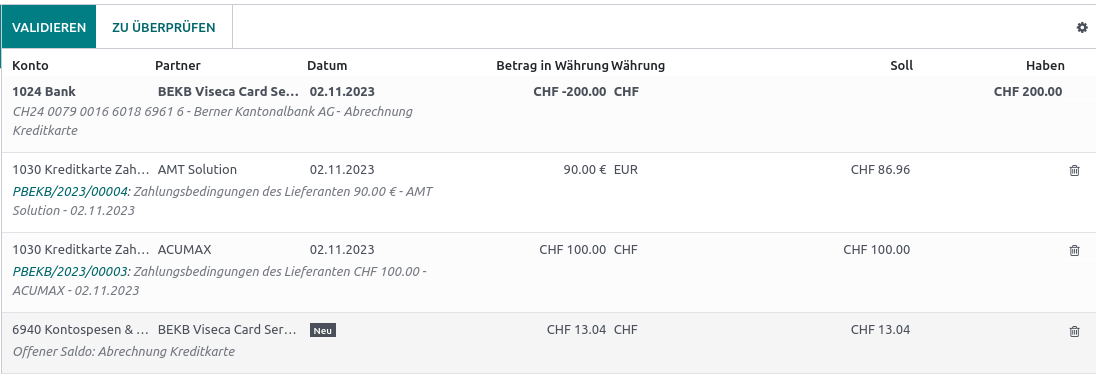 VALIDIEREN ZU ÜBERPRÜFEN
Konto Partner Datum Betrag in Währung Währung Soll Haben
1024 Bank BEKB Viseca Card Se... 02.11.2023 CHF -200.00 CHF CHF 200.00
CH24 0079 0016 6018 6961 6 - Berner Kantonalbank AG - Abrechnung
Kreditkarte
1030 Kreditkarte Zah... AMT Solution 02.11.2023 90.00 € EUR CHF 86.96
PBEKB/2023/00004: Zahlungsbedingungen des Lieferanten 90.00 € - AMT
Solution - 02.11.2023
1030 Kreditkarte Zah... ACUMAX 02.11.2023 CHF 100.00 CHF CHF 100.00
PBEKB/2023/00003: Zahlungsbedingungen des Lieferanten CHF 100.00 -
ACUMAX - 02.11.2023
6940 Kontospesen & ... BEKB Viseca Card Ser... Neu CHF 13.04 CHF CHF 13.04
Offener Saldo: Abrechnung Kreditkarte